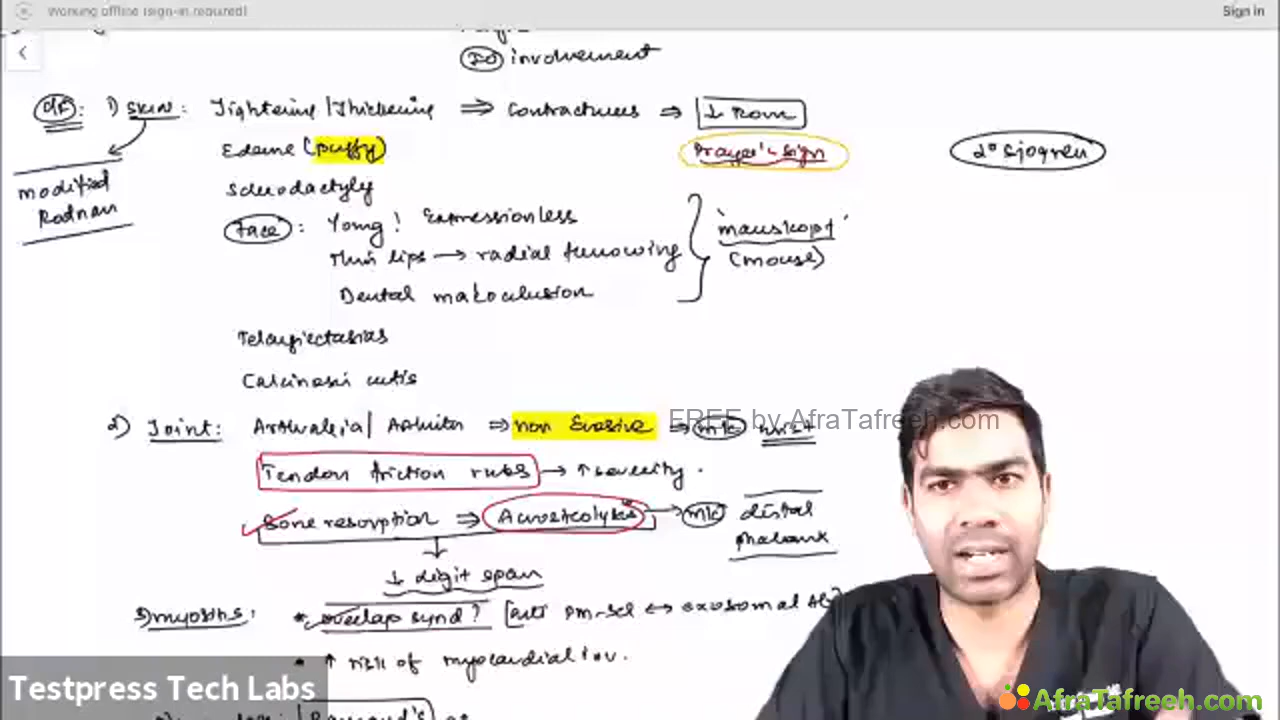 Working offline (sign-in required)
Sign in
involvement
C/F: 1) SKIN: Tightening / Thickening ⇒ contractures ⇒ ↓ ROM
Edema (puffy)
Prayer's sign
2° sjogren
modified Rodnan
Sclerodactyly
face: Young! Expressionless
Thin lips → radial furrowing
Dental malocclusion
'mauskopf'
(mouse)
Telangiectasias
Calcinosis cutis
FREE by AfraTafreeh.com
2) Joint: Arthralgia / Arthritis ⇒ non Erosive ⇒ m/c wrist
Tendon friction rubs → ↑ severity.
Bone resorption ⇒ Acroosteolysis → m/c distal
phalanx
↓ digit span
3) myositis: * overlap synd? [anti PM-Scl ↔ exosomal Ab]
* ↑ risk of myocardial inv.
Testpress Tech Labs
Raynaud's
AfraTafreeh.com